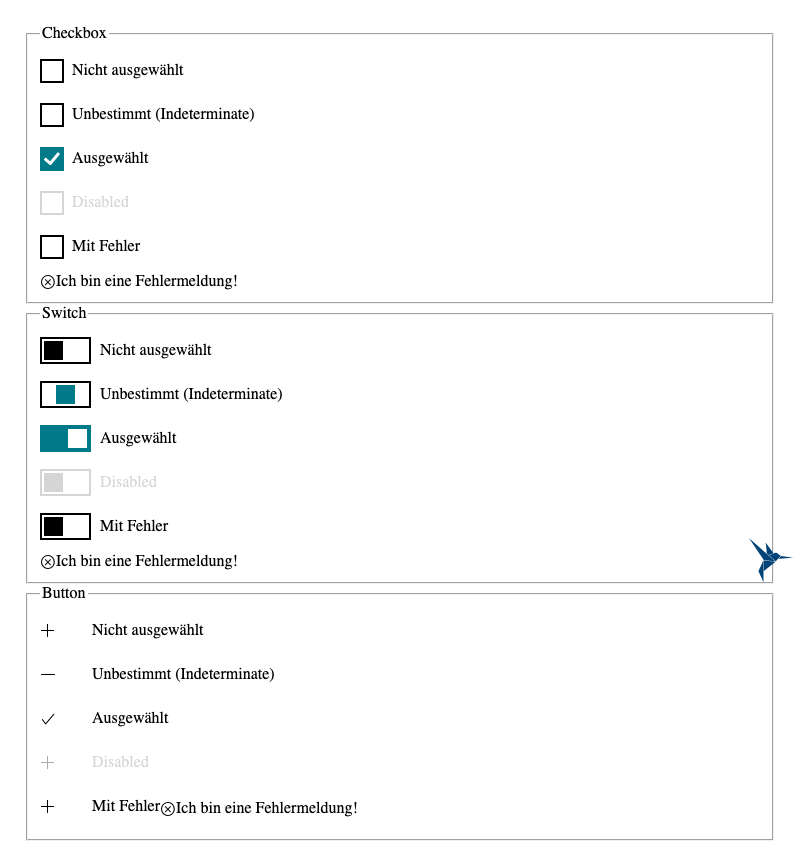 Checkbox
Nicht ausgewählt
Unbestimmt (Indeterminate)
Ausgewählt
Disabled
Mit Fehler
Ich bin eine Fehlermeldung!
Switch
Nicht ausgewählt
Unbestimmt (Indeterminate)
Ausgewählt
Disabled
Mit Fehler
Ich bin eine Fehlermeldung!
Button
Nicht ausgewählt
Unbestimmt (Indeterminate)
Ausgewählt
Disabled
Mit Fehler Ich bin eine Fehlermeldung!